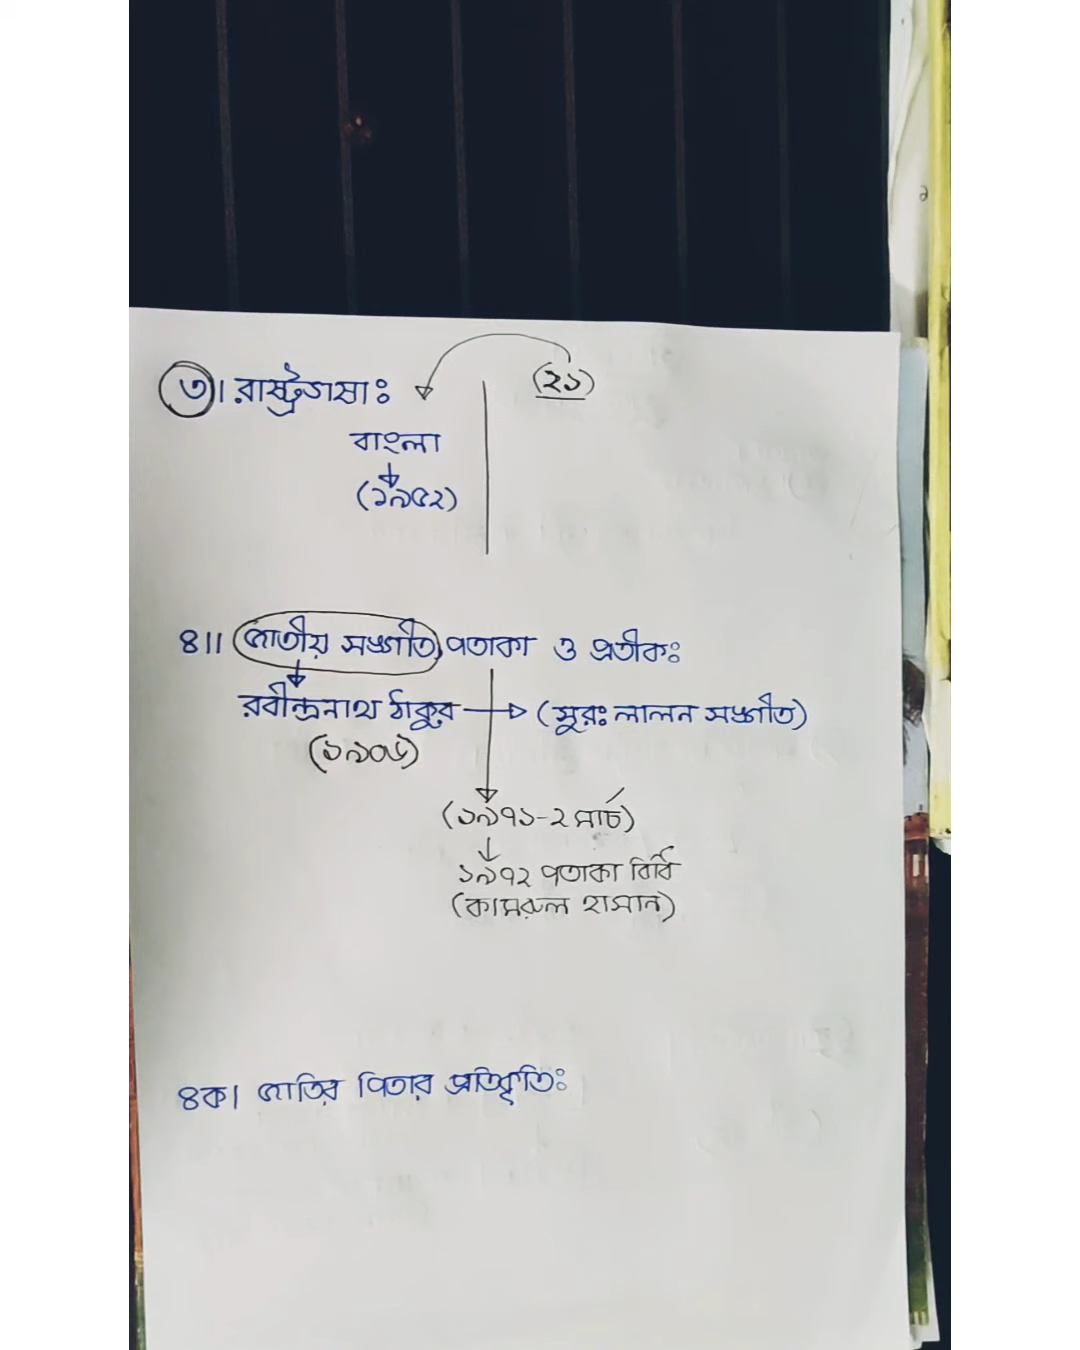 ৩। রাষ্ট্রভাষাঃ (২১)
বাংলা
(১৯৫২)
৪।। জাতীয় সঙ্গীত, পতাকা ও প্রতীকঃ
রবীন্দ্রনাথ ঠাকুর (সুরঃ লালন সঙ্গীত)
(১৯০৬)
(১৯৭১-২ মার্চ)
১৯৭২ পতাকা বিধি
(কামরুল হাসান)
৪ক। জাতির পিতার প্রতিকৃতিঃ